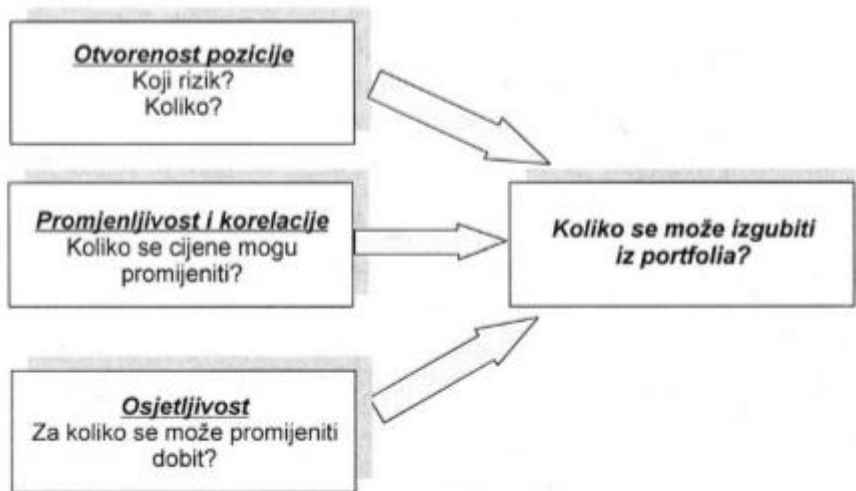 Otvorenost pozicije
Koji rizik?
Koliko?
Promjenljivost i korelacije
Koliko se cijene mogu
promijeniti?
Osjetljivost
Za koliko se može promijeniti
dobit?
Koliko se može izgubiti
iz portfolia?